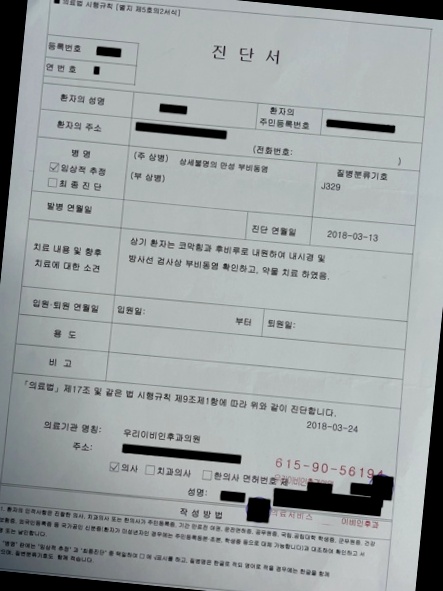 ■ 의료법 시행규칙 [별지 제5호의2서식]
진 단 서
등록번호
연 번 호
환자의 성명
환자의
주민등록번호
환자의 주소
(전화번호: )
병 명
☑ 임상적 추정
☐ 최 종 진 단
(주 상병) 상세불명의 만성 부비동염
(부 상병)
질병분류기호
J329
발병 연월일
진단 연월일
2018-03-13
치료 내용 및 향후
치료에 대한 소견
상기 환자는 코막힘과 후비루로 내원하여 내시경 및
방사선 검사상 부비동염 확인하고, 약물 치료 하였음.
입원·퇴원 연월일
입원일:
부터
퇴원일:
용 도
비 고
「의료법」 제17조 및 같은 법 시행규칙 제9조제1항에 따라 위와 같이 진단합니다.
2018-03-24
의료기관 명칭: 우리이비인후과의원
주소:
615-90-56194
☑ 의사 ☐ 치과의사 ☐ 한의사 면허번호 제
성명:
의료서비스 이비인후과
작 성 방 법